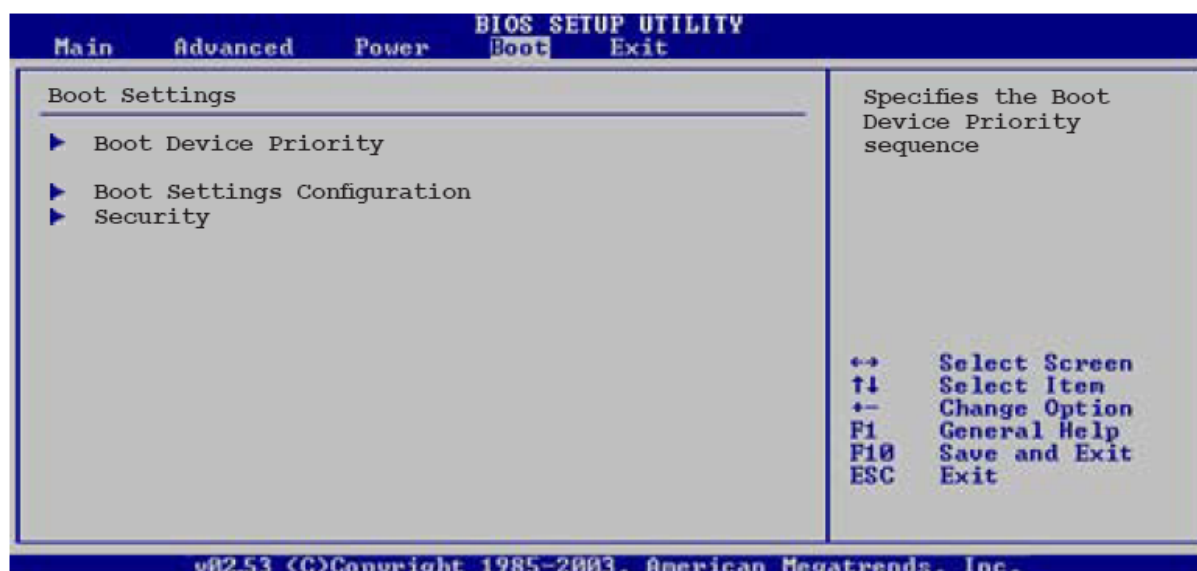 BIOS SETUP UTILITY
Main Advanced Power Boot Exit
Boot Settings
Boot Device Priority
Boot Settings Configuration
Security
Specifies the Boot
Device Priority
sequence
←→ Select Screen
↑↓ Select Item
+- Change Option
F1 General Help
F10 Save and Exit
ESC Exit
v02.53 (C)Copyright 1985-2003, American Megatrends, Inc.